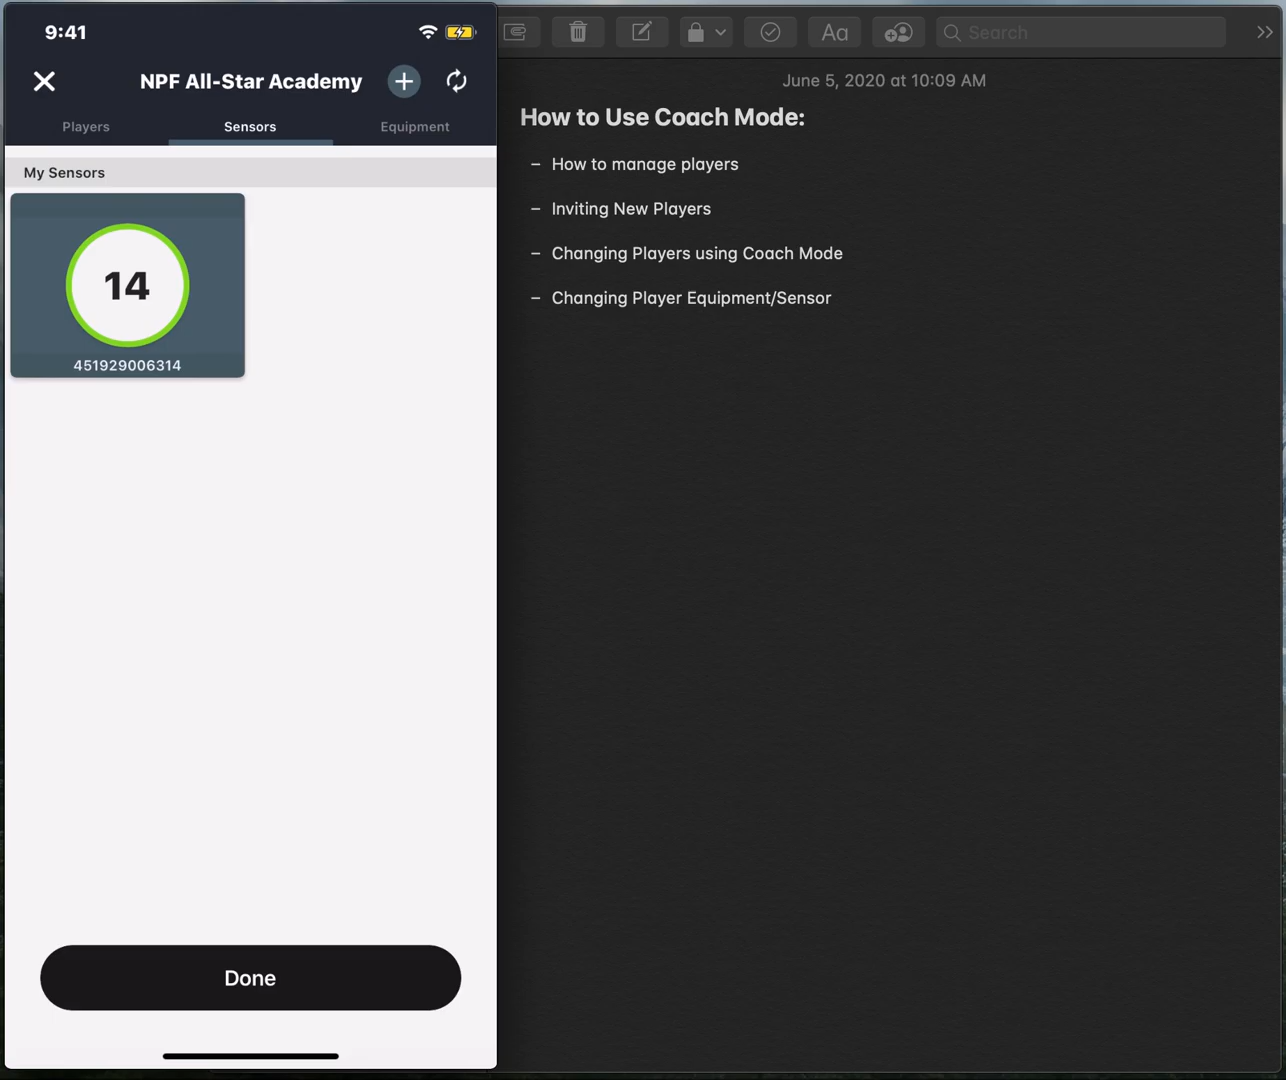 9:41
NPF All-Star Academy
Players Sensors Equipment
My Sensors
14
451929006314
Done
Aa
Search
June 5, 2020 at 10:09 AM
How to Use Coach Mode:
– How to manage players
– Inviting New Players
– Changing Players using Coach Mode
– Changing Player Equipment/Sensor